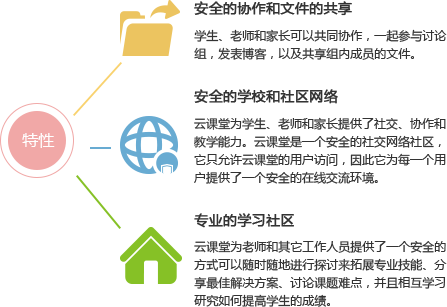 安全的协作和文件的共享
学生、老师和家长可以共同协作，一起参与讨论
组，发表博客，以及共享组内成员的文件。
特性
安全的学校和社区网络
云课堂为学生、老师和家长提供了社交、协作和
教学能力。云课堂是一个安全的社交网络社区，
它只允许云课堂的用户访问，因此它为每一个用
户提供了一个安全的在线交流环境。
专业的学习社区
云课堂为老师和其它工作人员提供了一个安全的
方式可以随时随地进行探讨来拓展专业技能、分
享最佳解决方案、讨论课题难点，并且相互学习
研究如何提高学生的成绩。